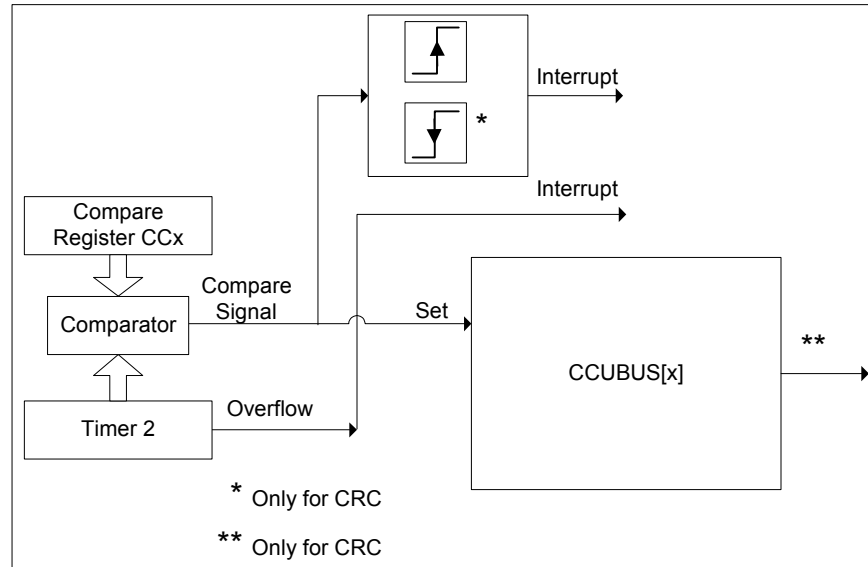 *
Interrupt
Interrupt
Compare
Register CCx
Compare
Signal
Comparator
Set
CCUBUS[x]
**
Overflow
Timer 2
* Only for CRC
** Only for CRC